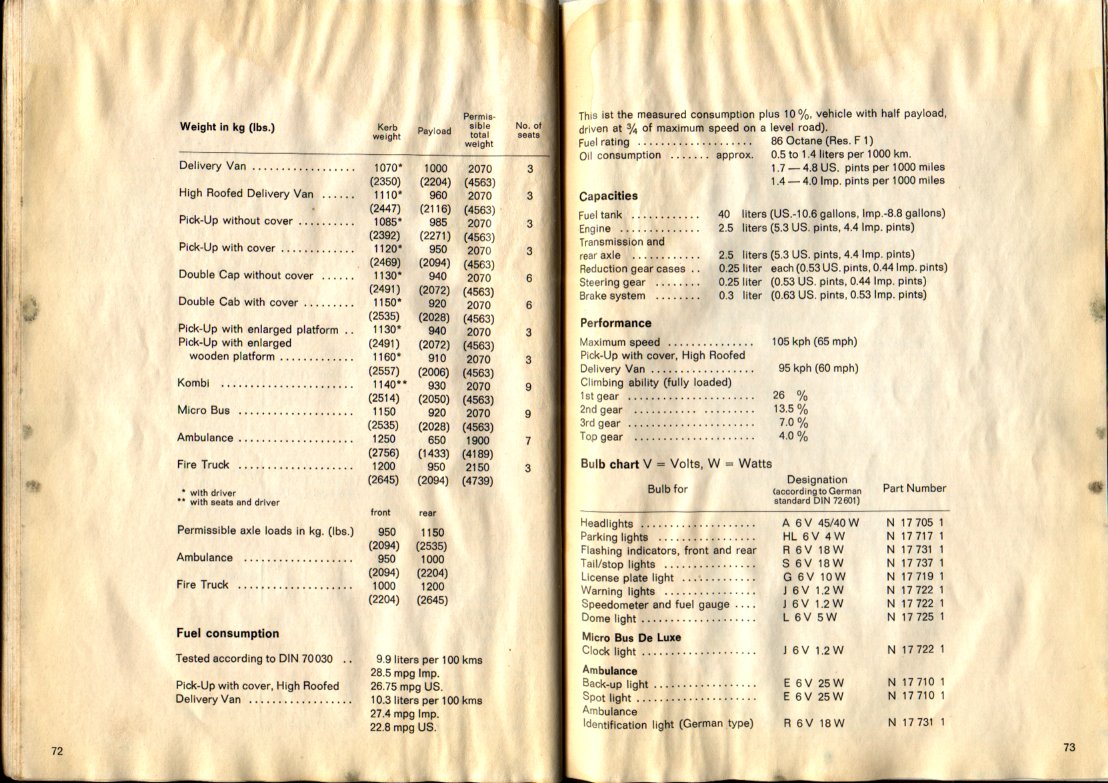 Weight in kg (lbs.) Kerb weight Payload Permis- sible total weight No. of seats
Delivery Van .................. 1070* 1000 2070 3
(2350) (2204) (4563)
High Roofed Delivery Van ...... 1110* 960 2070 3
(2447) (2116) (4563)
Pick-Up without cover .......... 1085* 985 2070 3
(2392) (2271) (4563)
Pick-Up with cover ............. 1120* 950 2070 3
(2469) (2094) (4563)
Double Cap without cover ...... 1130* 940 2070 6
(2491) (2072) (4563)
Double Cab with cover ......... 1150* 920 2070 6
(2535) (2028) (4563)
Pick-Up with enlarged platform .. 1130* 940 2070 3
Pick-Up with enlarged (2491) (2072) (4563)
wooden platform ............. 1160* 910 2070 3
(2557) (2006) (4563)
Kombi ....................... 1140** 930 2070 9
(2514) (2050) (4563)
Micro Bus .................... 1150 920 2070 9
(2535) (2028) (4563)
Ambulance .................... 1250 650 1900 7
(2756) (1433) (4189)
Fire Truck .................... 1200 950 2150 3
(2645) (2094) (4739)
* with driver
** with seats and driver
front rear
Permissible axle loads in kg. (lbs.) 950 1150
(2094) (2535)
Ambulance ................... 950 1000
(2094) (2204)
Fire Truck .................... 1000 1200
(2204) (2645)
Fuel consumption
Tested according to DIN 70030 .. 9.9 liters per 100 kms
28.5 mpg Imp.
Pick-Up with cover, High Roofed 26.75 mpg US.
Delivery Van .................. 10.3 liters per 100 kms
27.4 mpg Imp.
22.8 mpg US.
72
This ist the measured consumption plus 10 %, vehicle with half payload,
driven at ¾ of maximum speed on a level road).
Fuel rating .................... 86 Octane (Res. F 1)
Oil consumption ....... approx. 0.5 to 1.4 liters per 1000 km.
1.7 — 4.8 US. pints per 1000 miles
1.4 — 4.0 Imp. pints per 1000 miles
Capacities
Fuel tank ............ 40 liters (US.-10.6 gallons, Imp.-8.8 gallons)
Engine .............. 2.5 liters (5.3 US. pints, 4.4 Imp. pints)
Transmission and
rear axle ............ 2.5 liters (5.3 US. pints, 4.4 Imp. pints)
Reduction gear cases .. 0.25 liter each (0.53 US. pints, 0.44 Imp. pints)
Steering gear ........ 0.25 liter (0.53 US. pints, 0.44 Imp. pints)
Brake system ........ 0.3 liter (0.63 US. pints, 0.53 Imp. pints)
Performance
Maximum speed ............... 105 kph (65 mph)
Pick-Up with cover, High Roofed
Delivery Van .................. 95 kph (60 mph)
Climbing ability (fully loaded)
1st gear ...................... 26 %
2nd gear ...................... 13.5 %
3rd gear ...................... 7.0 %
Top gear ..................... 4.0 %
Bulb chart V = Volts, W = Watts
Bulb for Designation (according to German standard DIN 72601) Part Number
Headlights .................... A 6 V 45/40 W N 17 705 1
Parking lights ................. HL 6 V 4 W N 17 717 1
Flashing indicators, front and rear R 6 V 18 W N 17 731 1
Tail/stop lights ................ S 6 V 18 W N 17 737 1
License plate light ............. G 6 V 10 W N 17 719 1
Warning lights ................ J 6 V 1.2 W N 17 722 1
Speedometer and fuel gauge .... J 6 V 1.2 W N 17 722 1
Dome light .................... L 6 V 5 W N 17 725 1
Micro Bus De Luxe
Clock light .................... J 6 V 1.2 W N 17 722 1
Ambulance
Back-up light .................. E 6 V 25 W N 17 710 1
Spot light ..................... E 6 V 25 W N 17 710 1
Ambulance
Identification light (German type) R 6 V 18 W N 17 731 1
73